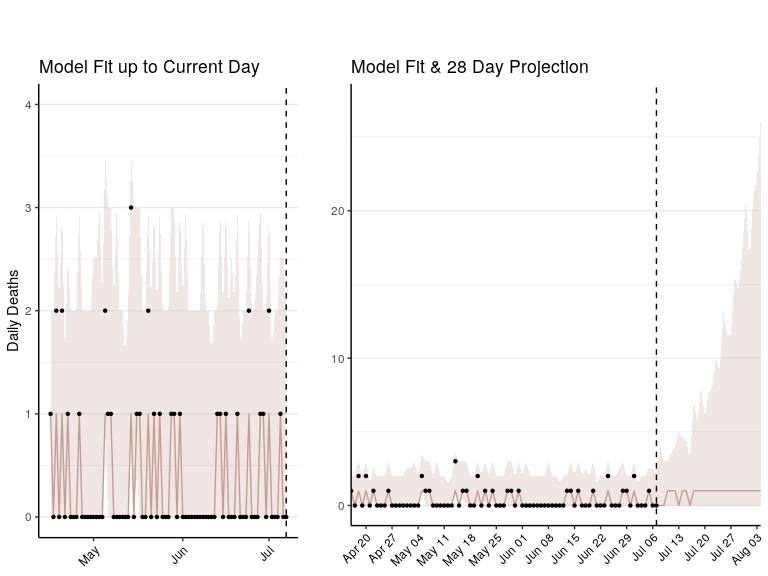 Model Fit up to Current Day
Daily Deaths
4
3
2
1
0
May
Jun
Jul
Model Fit & 28 Day Projection
20
10
0
Apr 20
Apr 27
May 04
May 11
May 18
May 25
Jun 01
Jun 08
Jun 15
Jun 22
Jun 29
Jul 06
Jul 13
Jul 20
Jul 27
Aug 03